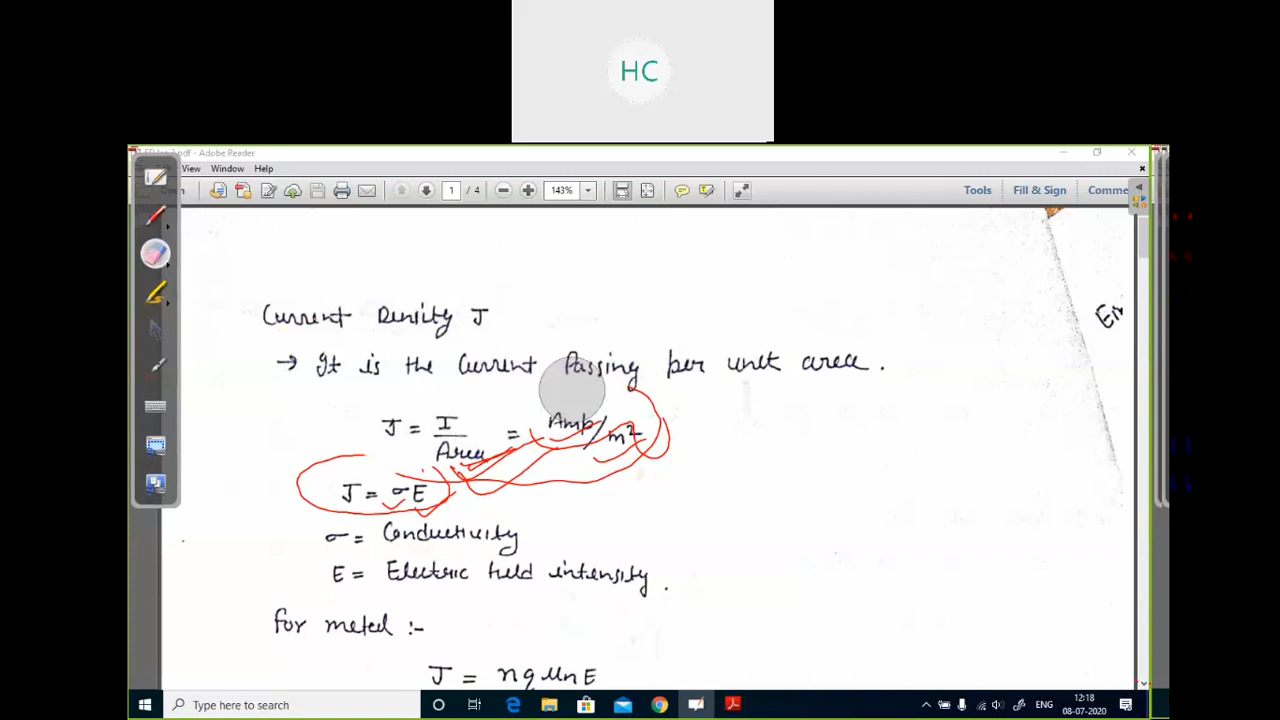 HC
- Adobe Reader
View Window Help
1 / 4 143% Tools Fill & Sign Comme
Current Density J
→ It is the Current Passing per unit area.
J = I/Area = Amb/m²
J = σE
σ = Conductivity
E = Electric field intensity.
for metal :-
J = nqμnE
En
Type here to search
ENG
12:18
08-07-2020